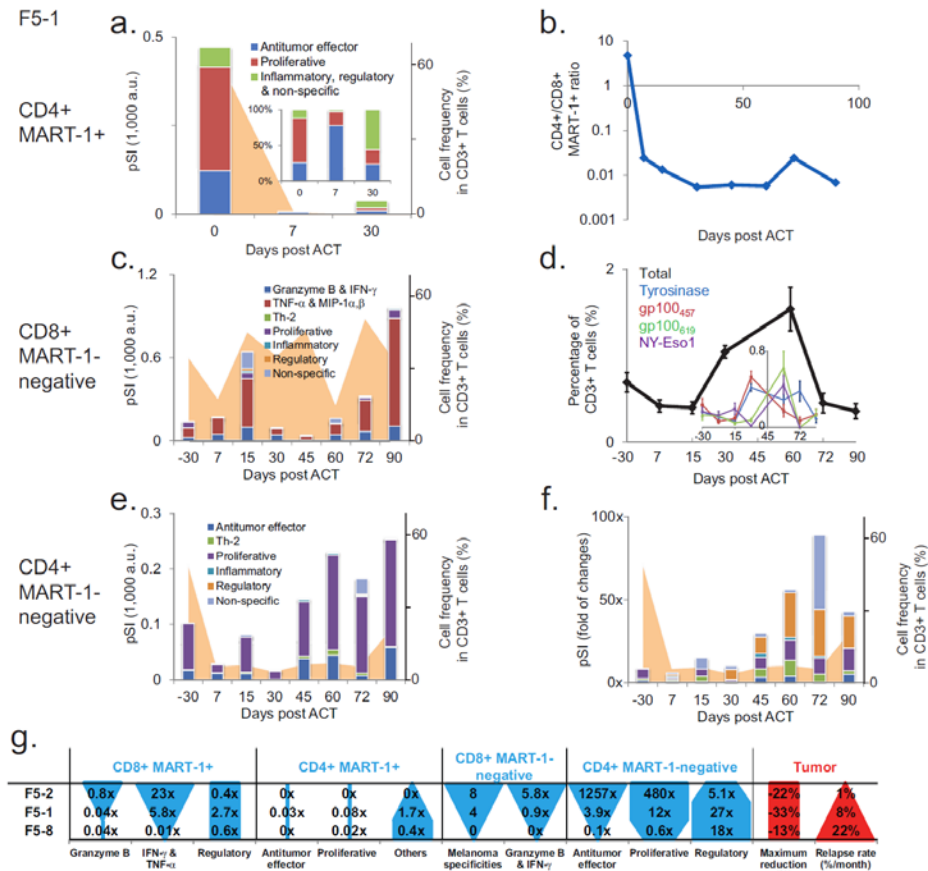 F5-1
a.
CD4+
MART-1+
pSI (1,000 a.u.)
0.5
0
Antitumor effector
Proliferative
Inflammatory, regulatory
& non-specific
100%
50%
0%
0 7 30
60
0
Cell frequency
in CD3+ T cells (%)
0 7 30
Days post ACT
b.
CD4+/CD8+
MART-1+ ratio
10
1
0.1
0.01
0.001
0 50 100
Days post ACT
c.
CD8+
MART-1-
negative
pSI (1,000 a.u.)
1.2
0.6
0
Granzyme B & IFN-γ
TNF-α & MIP-1α,β
Th-2
Proliferative
Inflammatory
Regulatory
Non-specific
60
0
Cell frequency
in CD3+ T cells (%)
-30 7 15 30 45 60 72 90
Days post ACT
d.
Percentage of
CD3+ T cells (%)
2
1
0
Total
Tyrosinase
gp100457
gp100619
NY-Eso1
0.8
0
-30 15 45 72
-30 7 15 30 45 60 72 90
Days post ACT
e.
CD4+
MART-1-
negative
pSI (1,000 a.u.)
0.3
0.2
0.1
0
Antitumor effector
Th-2
Proliferative
Inflammatory
Regulatory
Non-specific
60
0
Cell frequency
in CD3+ T cells (%)
-30 7 15 30 45 60 72 90
Days post ACT
f.
pSI (fold of changes)
100x
50x
0x
60
0
Cell frequency
in CD3+ T cells (%)
-30 7 15 30 45 60 72 90
Days post ACT
g.
CD8+ MART-1+ CD4+ MART-1+ CD8+ MART-1-negative CD4+ MART-1-negative Tumor
F5-2 0.8x 23x 0.4x 0x 0x 0x 8 5.8x 1257x 480x 5.1x -22% 1%
F5-1 0.04x 5.8x 2.7x 0.03x 0.08x 1.7x 4 0.9x 3.9x 12x 27x -33% 8%
F5-8 0.04x 0.01x 0.6x 0x 0.02x 0.4x 0 0x 0.1x 0.6x 18x -13% 22%
Granzyme B IFN-γ & TNF-α Regulatory Antitumor effector Proliferative Others Melanoma specificities Granzyme B & IFN-γ Antitumor effector Proliferative Regulatory Maximum reduction Relapse rate (%/month)